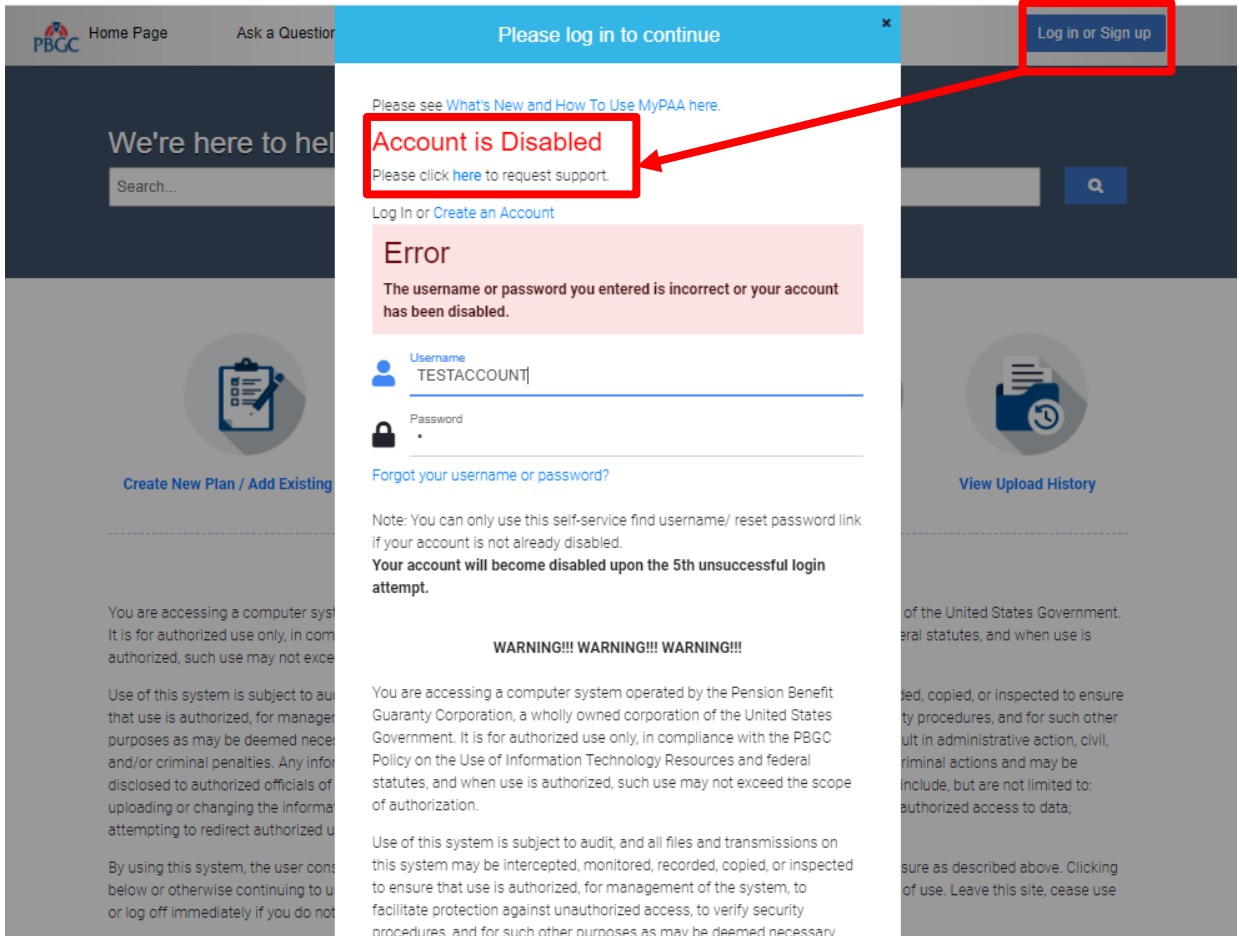 PBGC Home Page Ask a Question
Please log in to continue ×
Log in or Sign up
We're here to hel
Search...
Please see What's New and How To Use MyPAA here.
Account is Disabled
Please click here to request support.
Log In or Create an Account
Error
The username or password you entered is incorrect or your account
has been disabled.
Username
TESTACCOUNT
Password
Forgot your username or password?
Note: You can only use this self-service find username/ reset password link
if your account is not already disabled.
Your account will become disabled upon the 5th unsuccessful login
attempt.
WARNING!!! WARNING!!! WARNING!!!
You are accessing a computer system operated by the Pension Benefit
Guaranty Corporation, a wholly owned corporation of the United States
Government. It is for authorized use only, in compliance with the PBGC
Policy on the Use of Information Technology Resources and federal
statutes, and when use is authorized, such use may not exceed the scope
of authorization.
Use of this system is subject to audit, and all files and transmissions on
this system may be intercepted, monitored, recorded, copied, or inspected
to ensure that use is authorized, for management of the system, to
facilitate protection against unauthorized access, to verify security
procedures, and for such other purposes as may be deemed necessary
Create New Plan / Add Existing
View Upload History
You are accessing a computer syst
It is for authorized use only, in com
authorized, such use may not exce
Use of this system is subject to au
that use is authorized, for manager
purposes as may be deemed neces
and/or criminal penalties. Any infor
disclosed to authorized officials of
uploading or changing the informa
attempting to redirect authorized u
By using this system, the user cons
below or otherwise continuing to u
or log off immediately if you do not
of the United States Government.
eral statutes, and when use is
ded, copied, or inspected to ensure
ty procedures, and for such other
ult in administrative action, civil,
riminal actions and may be
include, but are not limited to:
authorized access to data;
sure as described above. Clicking
of use. Leave this site, cease use